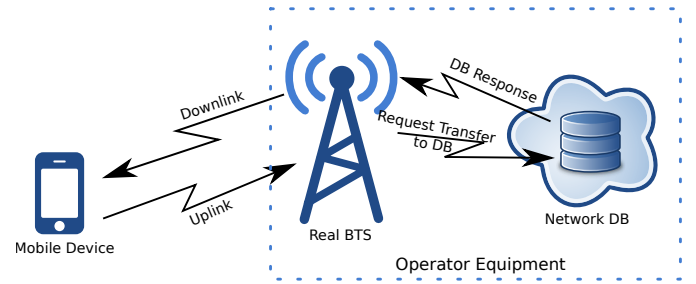 DB Response
Downlink
Request Transfer
to DB
Uplink
Mobile Device
Real BTS
Network DB
Operator Equipment